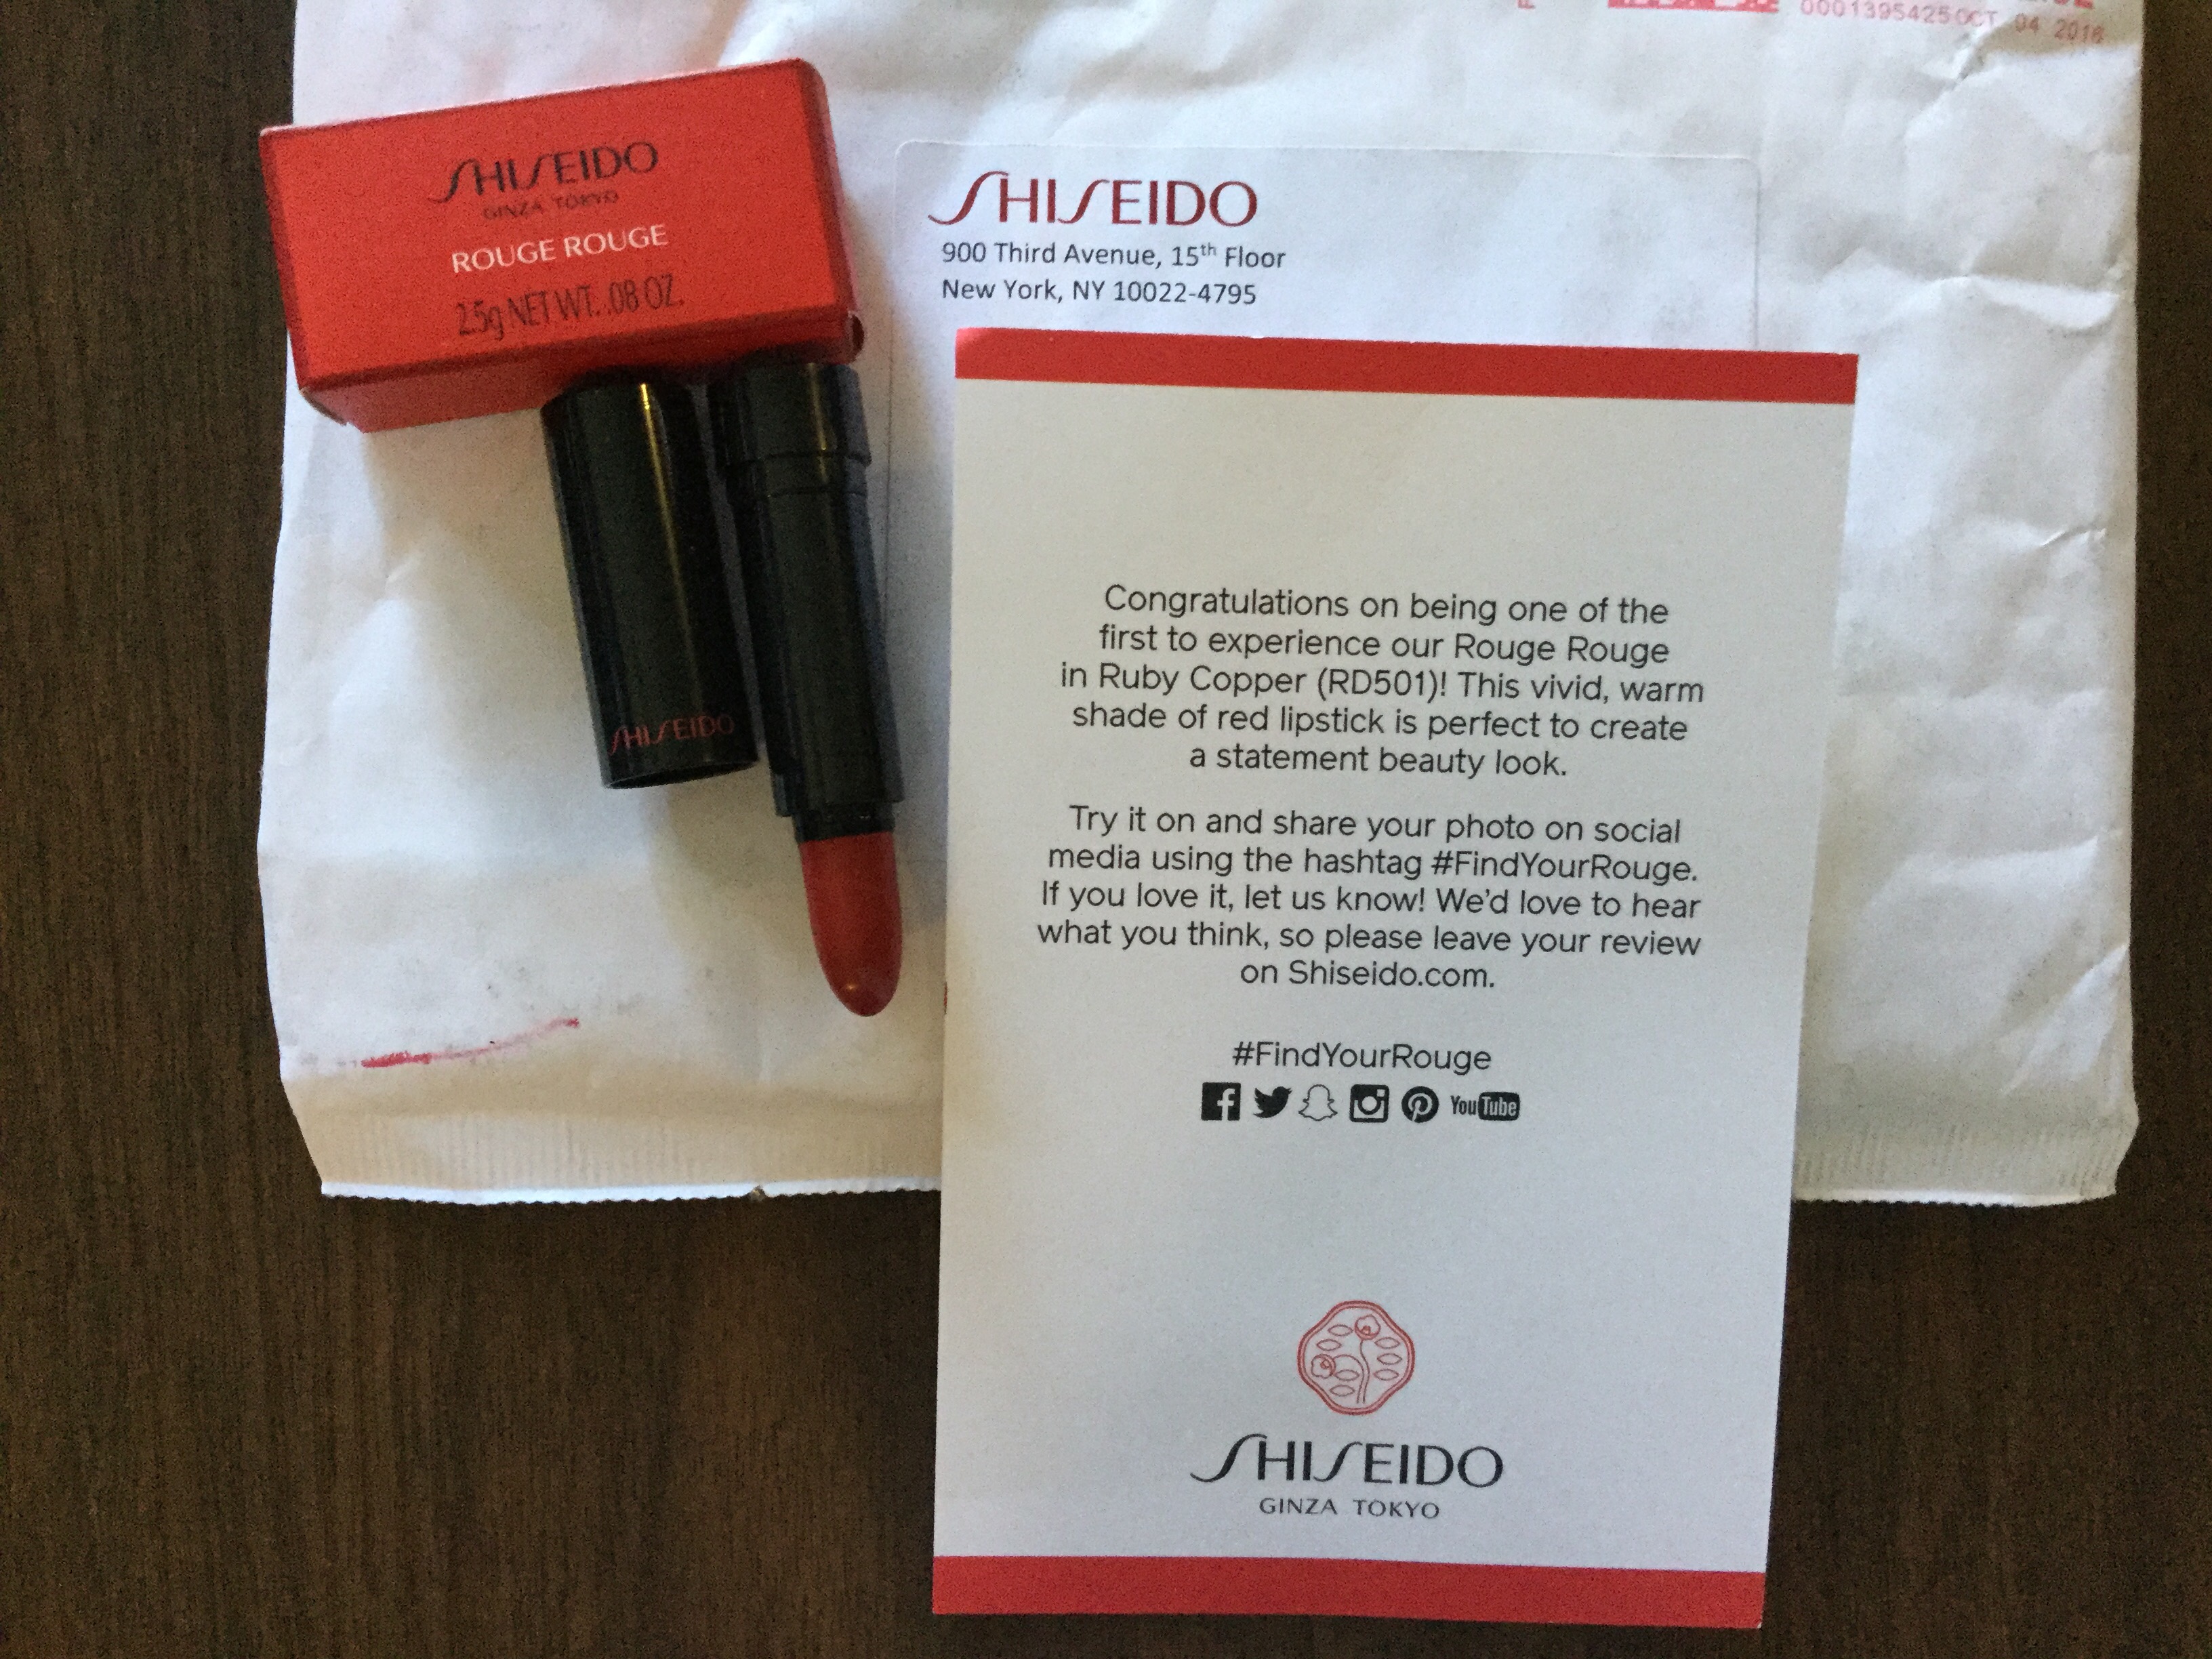 0001395425 OCT 04 2016
SHISEIDO
GINZA TOKYO
ROUGE ROUGE
2.5g NET WT. .08 OZ.
SHISEIDO
SHISEIDO
900 Third Avenue, 15th Floor
New York, NY 10022-4795
Congratulations on being one of the
first to experience our Rouge Rouge
in Ruby Copper (RD501)! This vivid, warm
shade of red lipstick is perfect to create
a statement beauty look.
Try it on and share your photo on social
media using the hashtag #FindYourRouge.
If you love it, let us know! We'd love to hear
what you think, so please leave your review
on Shiseido.com.
#FindYourRouge
YouTube
SHISEIDO
GINZA TOKYO